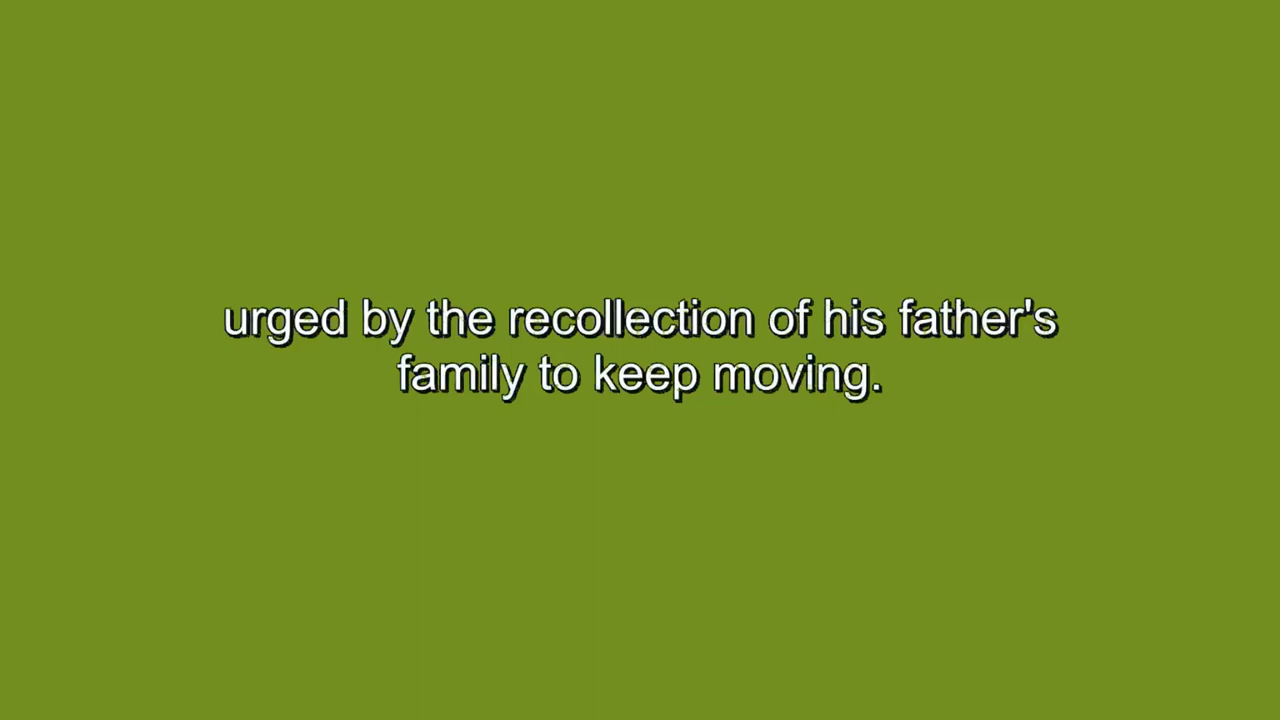 urged by the recollection of his father's
family to keep moving.